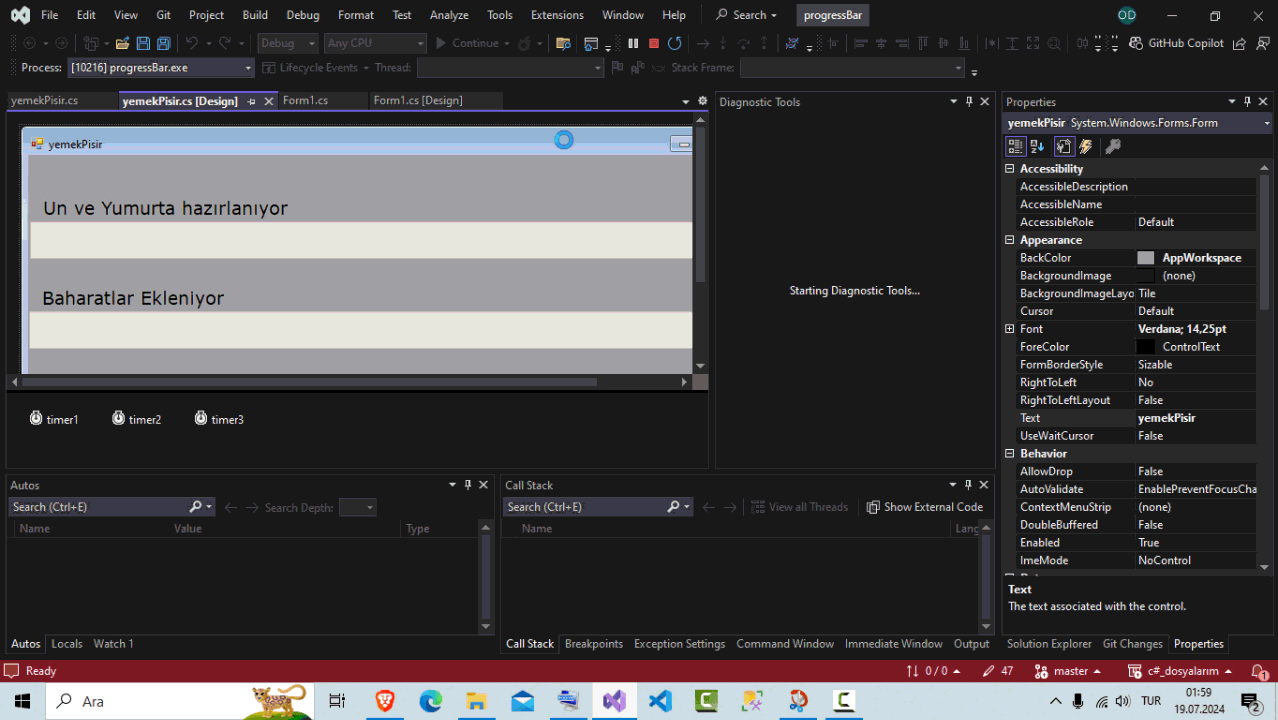 File Edit View Git Project Build Debug Format Test Analyze Tools Extensions Window Help Search progressBar OD
Debug Any CPU Continue GitHub Copilot
Process: [10216] progressBar.exe Lifecycle Events Thread: Stack Frame:
yemekPisir.cs yemekPisir.cs [Design] Form1.cs Form1.cs [Design]
yemekPisir
Un ve Yumurta hazırlanıyor
Baharatlar Ekleniyor
timer1 timer2 timer3
Diagnostic Tools
Starting Diagnostic Tools...
Properties
yemekPisir System.Windows.Forms.Form
Accessibility
AccessibleDescription
AccessibleName
AccessibleRole Default
Appearance
BackColor AppWorkspace
BackgroundImage (none)
BackgroundImageLayo Tile
Cursor Default
Font Verdana; 14,25pt
ForeColor ControlText
FormBorderStyle Sizable
RightToLeft No
RightToLeftLayout False
Text yemekPisir
UseWaitCursor False
Behavior
AllowDrop False
AutoValidate EnablePreventFocusCha
ContextMenuStrip (none)
DoubleBuffered False
Enabled True
ImeMode NoControl
Text
The text associated with the control.
Autos
Search (Ctrl+E) Search Depth:
Name Value Type
Autos Locals Watch 1
Call Stack
Search (Ctrl+E) View all Threads Show External Code
Name Lang
Call Stack Breakpoints Exception Settings Command Window Immediate Window Output
Solution Explorer Git Changes Properties
Ready 0 / 0 47 master c#_dosyalarım 1
Ara TUR 01:59
19.07.2024 2